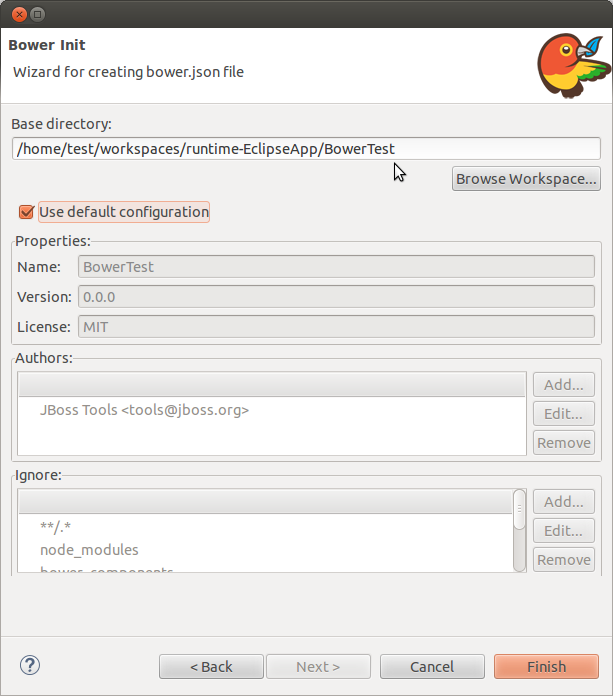 Bower Init
Wizard for creating bower.json file
Base directory:
/home/test/workspaces/runtime-EclipseApp/BowerTest
Browse Workspace...
Use default configuration
Properties:
Name: BowerTest
Version: 0.0.0
License: MIT
Authors:
JBoss Tools <tools@jboss.org>
Add...
Edit...
Remove
Ignore:
**/.*
node_modules
bower_components
Add...
Edit...
Remove
?
< Back
Next >
Cancel
Finish